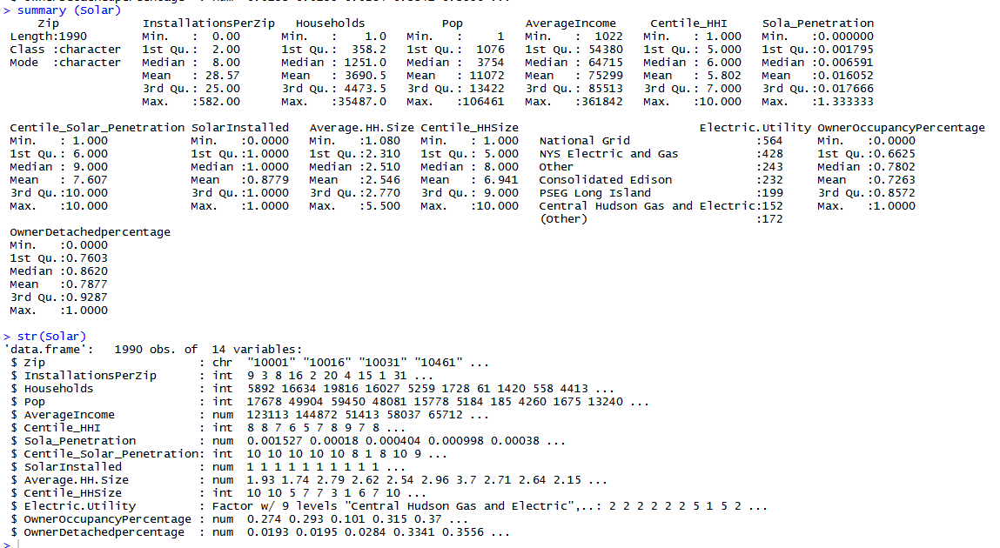 > summary (Solar)
Zip InstallationsPerZip Households Pop AverageIncome Centile_HHI Sola_Penetration
Length:1990 Min. : 0.00 Min. : 1.0 Min. : 1 Min. : 1022 Min. : 1.000 Min. :0.000000
Class :character 1st Qu.: 2.00 1st Qu.: 358.2 1st Qu.: 1076 1st Qu.: 54380 1st Qu.: 5.000 1st Qu.:0.001795
Mode :character Median : 8.00 Median : 1251.0 Median : 3754 Median : 64715 Median : 6.000 Median :0.006591
Mean : 28.57 Mean : 3690.5 Mean : 11072 Mean : 75299 Mean : 5.802 Mean :0.016052
3rd Qu.: 25.00 3rd Qu.: 4473.5 3rd Qu.: 13422 3rd Qu.: 85513 3rd Qu.: 7.000 3rd Qu.:0.017666
Max. :582.00 Max. :35487.0 Max. :106461 Max. :361842 Max. :10.000 Max. :1.333333
Centile_Solar_Penetration SolarInstalled Average.HH.Size Centile_HHSize Electric.Utility OwnerOccupancyPercentage
Min. : 1.000 Min. :0.0000 Min. :1.080 Min. : 1.000 National Grid :564 Min. :0.0000
1st Qu.: 6.000 1st Qu.:1.0000 1st Qu.:2.310 1st Qu.: 5.000 NYS Electric and Gas :428 1st Qu.:0.6625
Median : 9.000 Median :1.0000 Median :2.510 Median : 8.000 Other :243 Median :0.7802
Mean : 7.607 Mean :0.8779 Mean :2.546 Mean : 6.941 Consolidated Edison :232 Mean :0.7263
3rd Qu.:10.000 3rd Qu.:1.0000 3rd Qu.:2.770 3rd Qu.: 9.000 PSEG Long Island :199 3rd Qu.:0.8572
Max. :10.000 Max. :1.0000 Max. :5.500 Max. :10.000 Central Hudson Gas and Electric:152 Max. :1.0000
(Other) :172
OwnerDetachedpercentage
Min. :0.0000
1st Qu.:0.7603
Median :0.8620
Mean :0.7877
3rd Qu.:0.9287
Max. :1.0000
> str(Solar)
'data.frame': 1990 obs. of 14 variables:
$ Zip : chr "10001" "10016" "10031" "10461" ...
$ InstallationsPerZip : int 9 3 8 16 2 20 4 15 1 31 ...
$ Households : int 5892 16634 19816 16027 5259 1728 61 1420 558 4413 ...
$ Pop : int 17678 49904 59450 48081 15778 5184 185 4260 1675 13240 ...
$ AverageIncome : num 123113 144872 51413 58037 65712 ...
$ Centile_HHI : int 8 8 7 6 5 7 8 9 7 8 ...
$ Sola_Penetration : num 0.001527 0.00018 0.000404 0.000998 0.00038 ...
$ Centile_Solar_Penetration: int 10 10 10 10 10 8 1 8 10 9 ...
$ SolarInstalled : num 1 1 1 1 1 1 1 1 1 1 ...
$ Average.HH.Size : num 1.93 1.74 2.79 2.62 2.54 2.96 3.7 2.71 2.64 2.15 ...
$ Centile_HHSize : int 10 10 5 7 7 3 1 6 7 10 ...
$ Electric.Utility : Factor w/ 9 levels "Central Hudson Gas and Electric",..: 2 2 2 2 2 2 5 1 5 2 ...
$ OwnerOccupancyPercentage : num 0.274 0.293 0.101 0.315 0.37 ...
$ OwnerDetachedpercentage : num 0.0193 0.0195 0.0284 0.3341 0.3556 ...
>